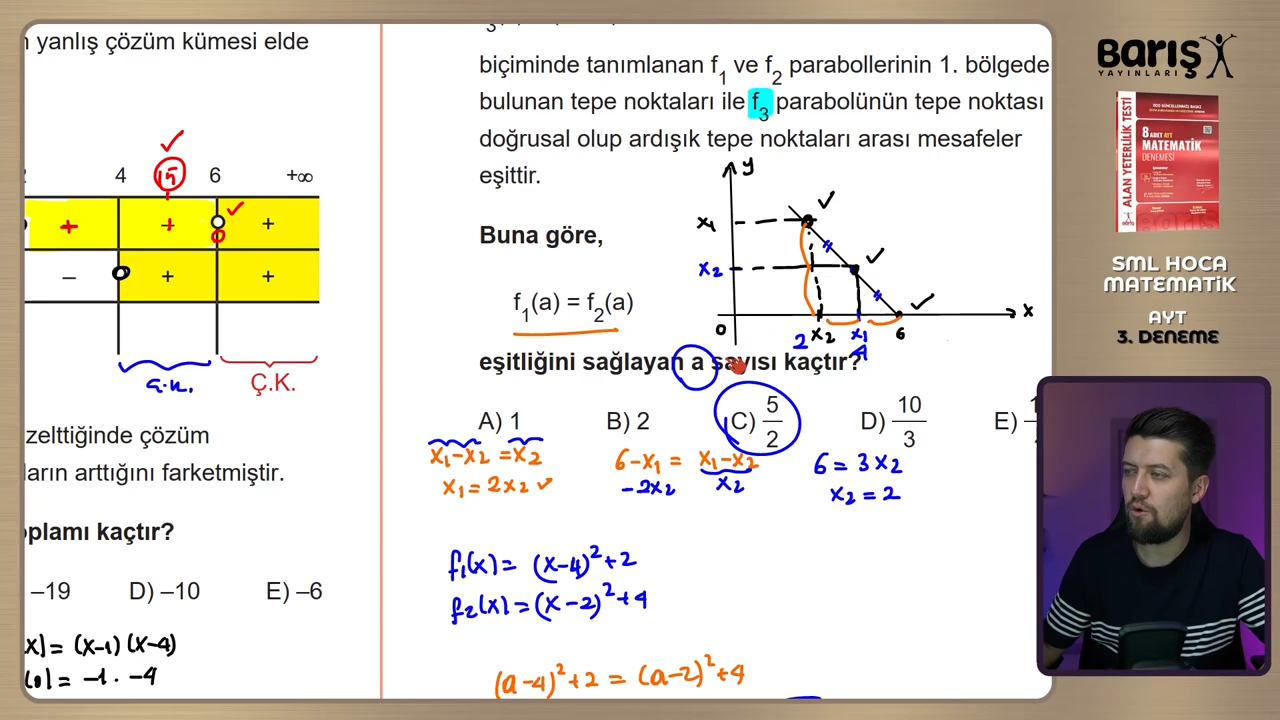 yanlış çözüm kümesi elde
4 6 +∞
+ + +
– + +
a.k.
Ç.K.
zelttiğinde çözüm
ların arttığını farketmiştir.
oplamı kaçtır?
–19 D) –10 E) –6
= (x-1) (x-4)
= -1 . -4
3
biçiminde tanımlanan f₁ ve f₂ parabollerinin 1. bölgede
bulunan tepe noktaları ile f₃ parabolünün tepe noktası
doğrusal olup ardışık tepe noktaları arası mesafeler
eşittir.
Buna göre,
f₁(a) = f₂(a)
eşitliğini sağlayan a sayısı kaçtır?
y
x₁
x₂
0 2 x₂ x₁ 4 6 x
A) 1 B) 2 C) 5/2 D) 10/3 E)
x₁-x₂ = x₂
x₁ = 2x₂
6-x₁ = x₁-x₂
-2x₂ x₂
6 = 3x₂
x₂ = 2
f₁(x) = (x-4)²+2
f₂(x) = (x-2)²+4
(a-4)²+2 = (a-2)²+4
BARIŞ
YAYINLARI
ALAN YETERLİLİK TESTİ
8 ADET AYT
MATEMATİK
DENEMESİ
SML HOCA
MATEMATİK
AYT
3. DENEME